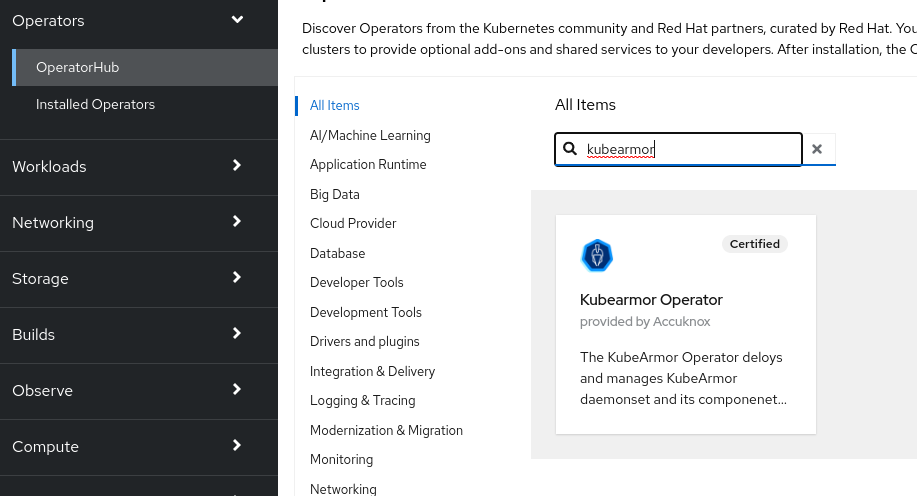 Operators
OperatorHub
Installed Operators
Workloads
Networking
Storage
Builds
Observe
Compute
Discover Operators from the Kubernetes community and Red Hat partners, curated by Red Hat. You
clusters to provide optional add-ons and shared services to your developers. After installation, the
All Items
AI/Machine Learning
Application Runtime
Big Data
Cloud Provider
Database
Developer Tools
Development Tools
Drivers and plugins
Integration & Delivery
Logging & Tracing
Modernization & Migration
Monitoring
Networking
All Items
kubearmor
Certified
Kubearmor Operator
provided by Accuknox
The KubeArmor Operator deloys
and manages KubeArmor
daemonset and its componenet...